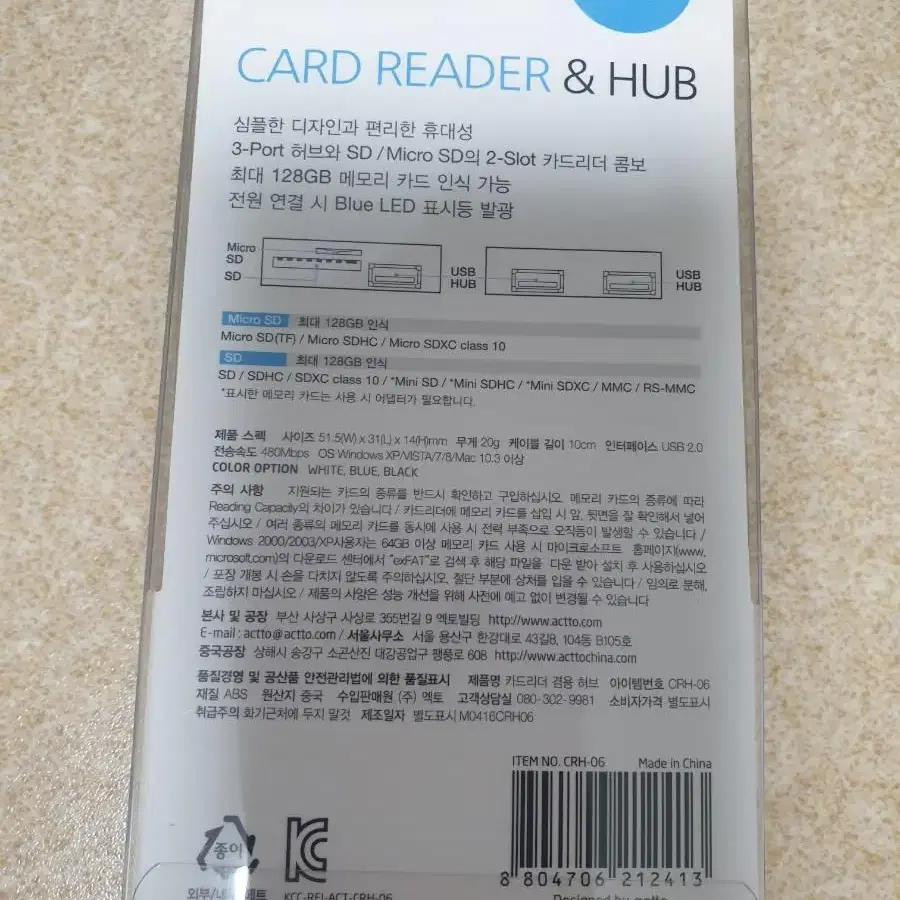 CARD READER & HUB
심플한 디자인과 편리한 휴대성
3-Port 허브와 SD / Micro SD의 2-Slot 카드리더 콤보
최대 128GB 메모리 카드 인식 가능
전원 연결 시 Blue LED 표시등 발광
Micro SD
SD
USB HUB
USB HUB
Micro SD 최대 128GB 인식
Micro SD(TF) / Micro SDHC / Micro SDXC class 10
SD 최대 128GB 인식
SD / SDHC / SDXC class 10 / *Mini SD / *Mini SDHC / *Mini SDXC / MMC / RS-MMC
*표시한 메모리 카드는 사용 시 어댑터가 필요합니다.
제품 스펙 사이즈 51.5(W) x 31(L) x 14(H)mm 무게 20g 케이블 길이 10cm 인터페이스 USB 2.0
전송속도 480Mbps OS Windows XP/VISTA/7/8/Mac 10.3 이상
COLOR OPTION WHITE, BLUE, BLACK
주의 사항 지원되는 카드의 종류를 반드시 확인하고 구입하십시오. 메모리 카드의 종류에 따라
Reading Capacity의 차이가 있습니다 / 카드리더에 메모리 카드를 삽입 시 앞, 뒷면을 잘 확인해서 넣어
주십시오 / 여러 종류의 메모리 카드를 동시에 사용 시 전력 부족으로 오작동이 발생할 수 있습니다 /
Windows 2000/2003/XP사용자는 64GB 이상 메모리 카드 사용 시 마이크로소프트 홈페이지(www.
microsoft.com)의 다운로드 센터에서 "exFAT"로 검색 후 해당 파일을 다운 받아 설치 후 사용하십시오
/ 포장 개봉 시 손을 다치지 않도록 주의하십시오. 절단 부분에 상처를 입을 수 있습니다 / 임의로 분해,
조립하지 마십시오 / 제품의 사양은 성능 개선을 위해 사전에 예고 없이 변경될 수 있습니다
본사 및 공장 부산 사상구 사상로 355번길 9 엑토빌딩 http://www.actto.com
E-mail : actto@actto.com / 서울사무소 서울 용산구 한강대로 43길8, 104동 B105호
중국공장 상해시 송강구 소곤산진 대강공업구 팽풍로 608 http://www.acttochina.com
품질경영 및 공산품 안전관리법에 의한 품질표시 제품명 카드리더 겸용 허브 아이템번호 CRH-06
재질 ABS 원산지 중국 수입판매원 (주) 엑토 고객상담실 080-302-9981 소비자가격 별도표시
취급주의 화기근처에 두지 말것 제조일자 별도표시 M0416CRH06
ITEM NO. CRH-06 Made in China
종이
8 804706 212413
KCC-REI-ACT-CRH-06
Designed by actto